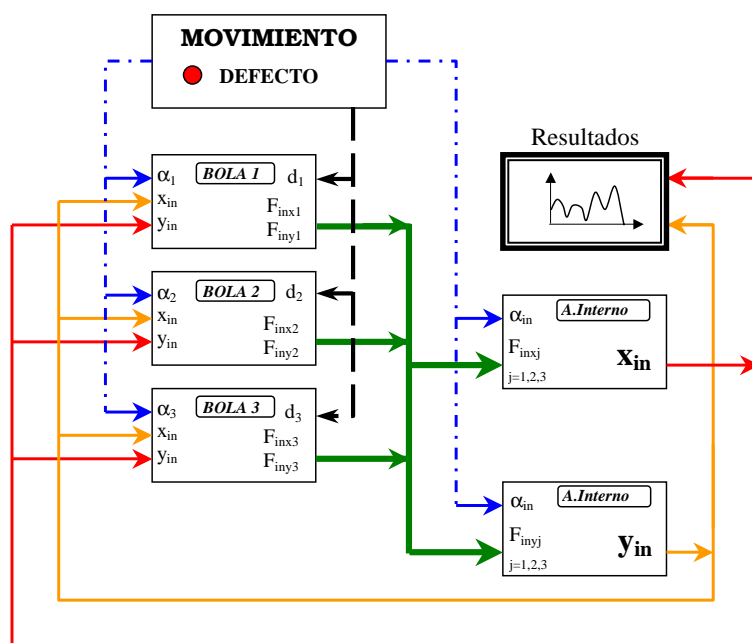 MOVIMIENTO
DEFECTO
α₁ BOLA 1 d₁
xin Finx1
yin Finy1
α₂ BOLA 2 d₂
xin Finx2
yin Finy2
α₃ BOLA 3 d₃
xin Finx3
yin Finy3
Resultados
αin A.Interno
Finxj xin
j=1,2,3
αin A.Interno
Finyj yin
j=1,2,3